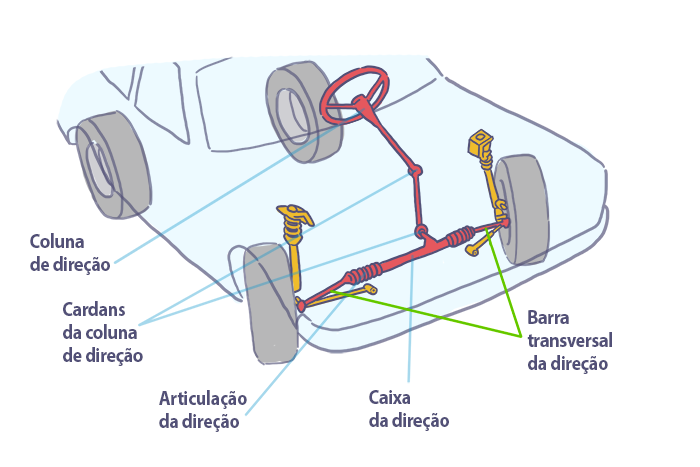 Coluna
de direção
Cardans
da coluna
de direção
Articulação
da direção
Caixa
da direção
Barra
transversal
da direção